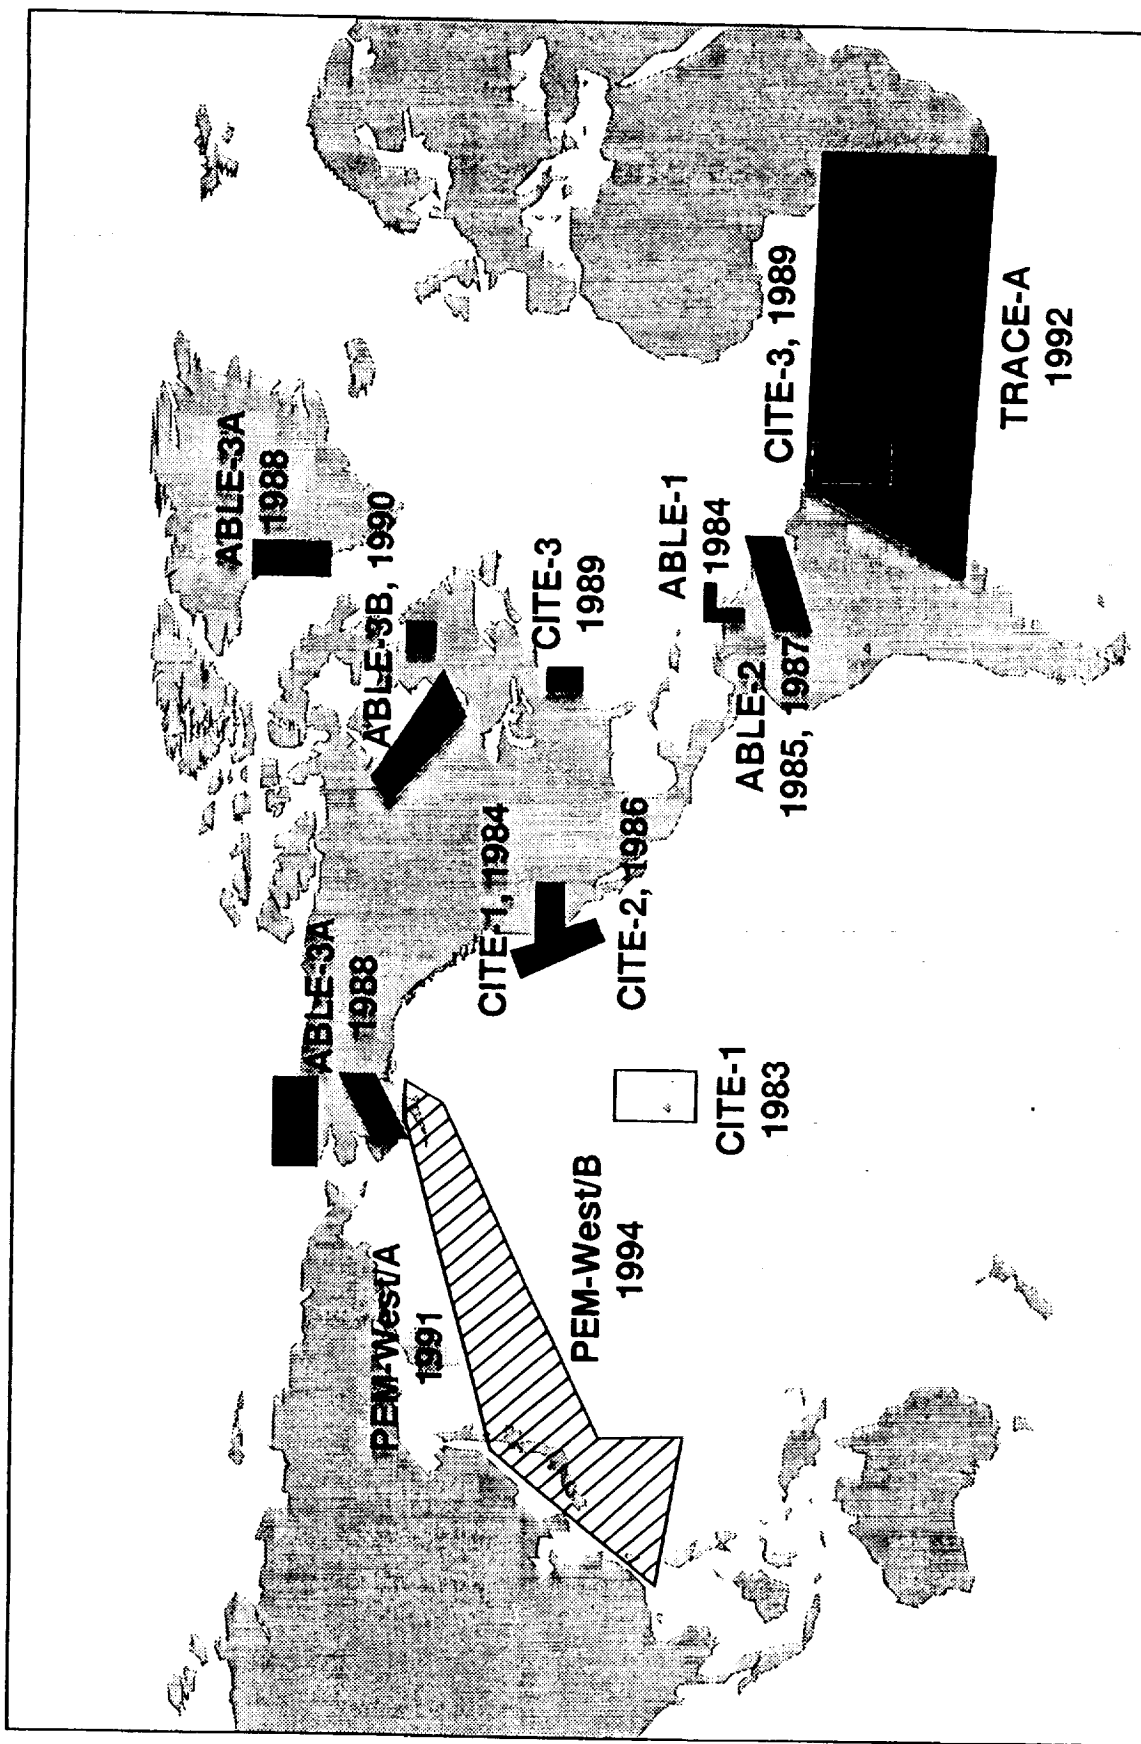 ABLE-3A
1988
ABLE-3A
1988
ABLE-3B, 1990
PEM-West/A
1991
CITE-1, 1984
CITE-3
1989
CITE-2, 1986
PEM-West/B
1994
CITE-1
1983
ABLE-1
1984
ABLE-2
1985, 1987
CITE-3, 1989
TRACE-A
1992